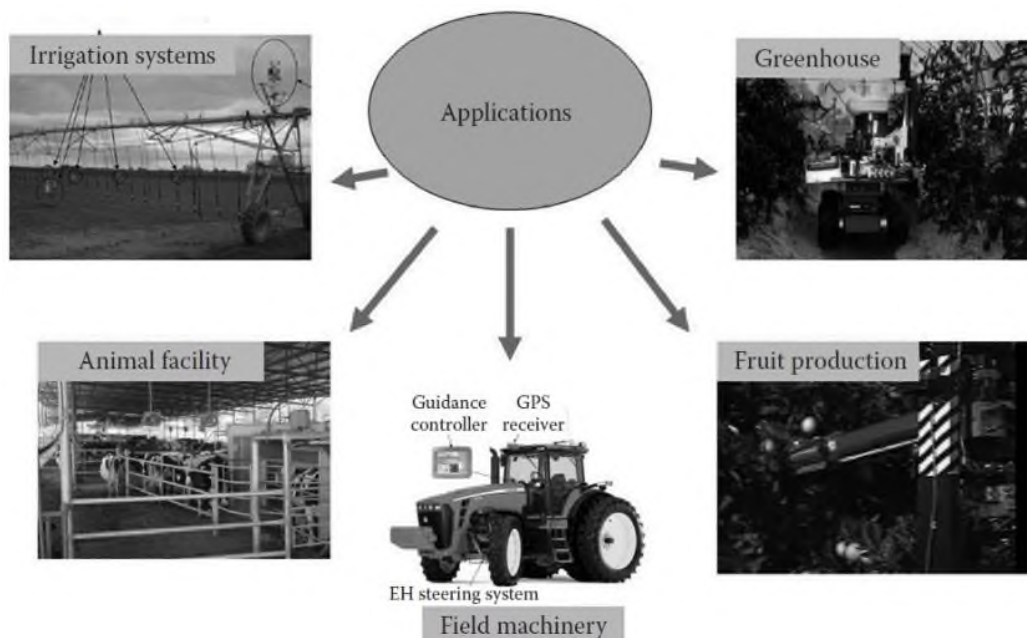 Irrigation systems
Applications
Greenhouse
Animal facility
Fruit production
Guidance
controller
GPS
receiver
EH steering system
Field machinery